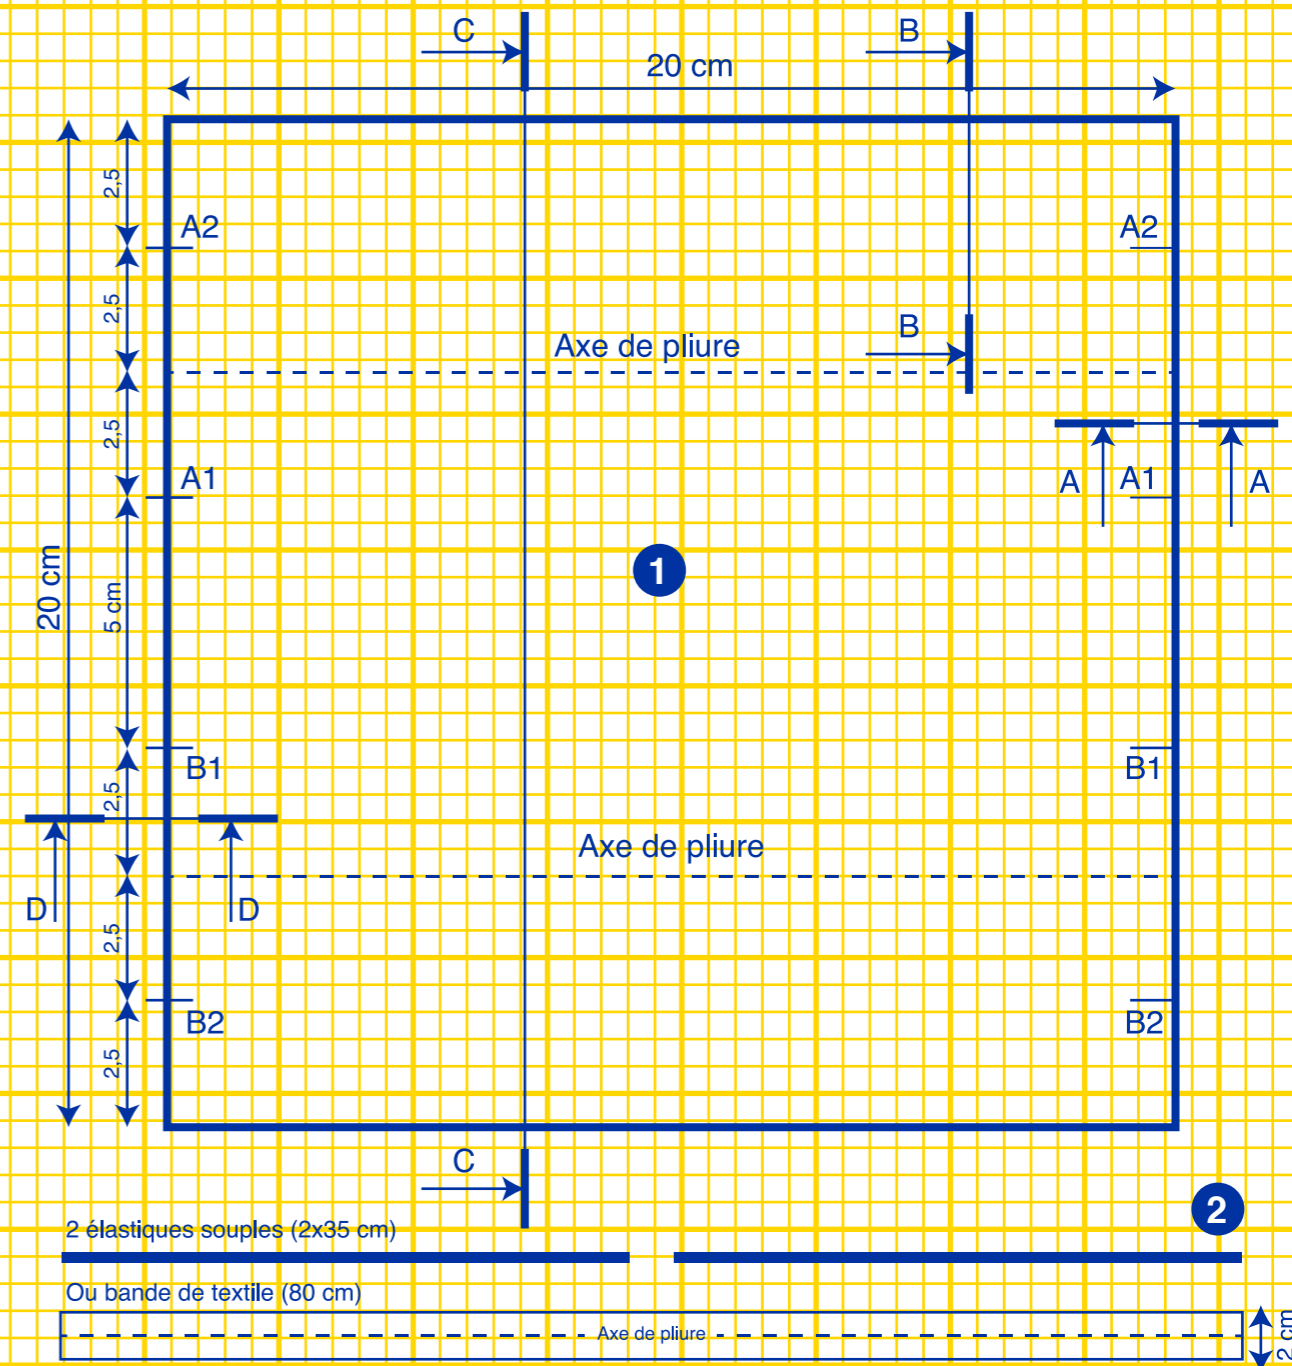 C
B
20 cm
2,5
A2
A2
2,5
B
Axe de pliure
2,5
A1
A
A1
A
20 cm
5 cm
1
B1
B1
2,5
Axe de pliure
D
D
2,5
B2
B2
2,5
C
2
2 élastiques souples (2x35 cm)
Ou bande de textile (80 cm)
Axe de pliure
2 cm